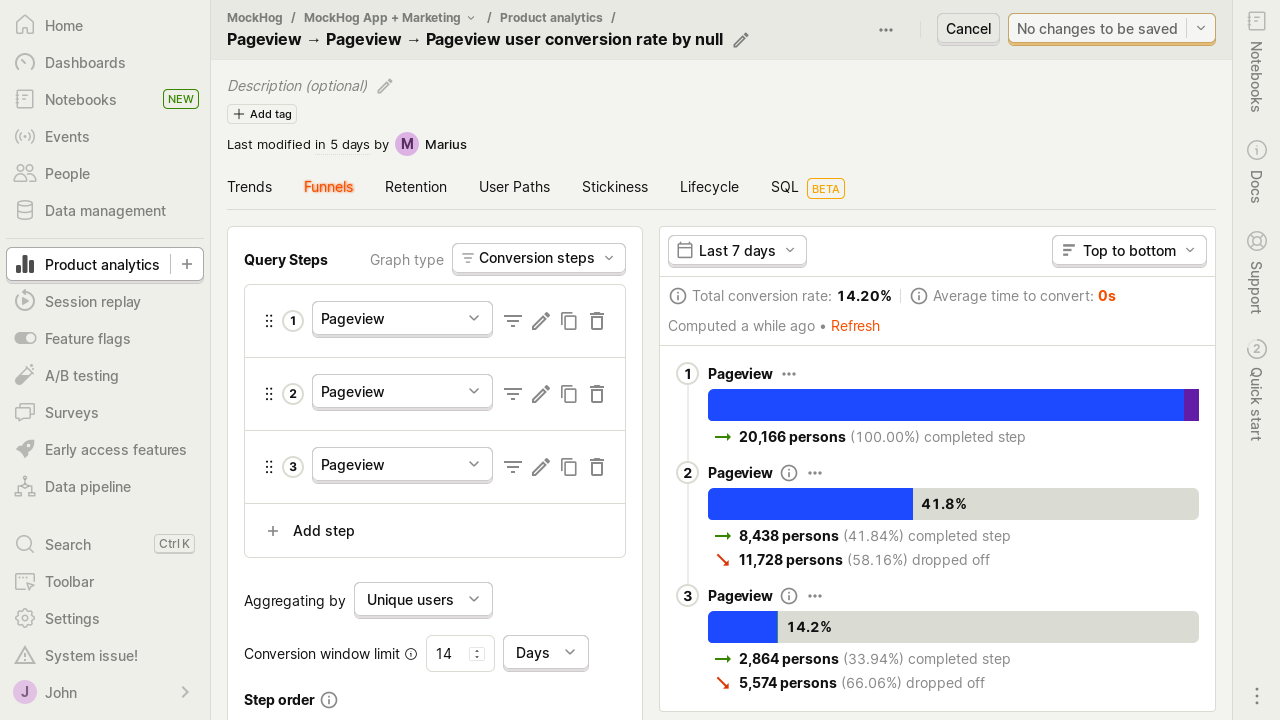 Home
Dashboards
Notebooks NEW
Events
People
Data management
Product analytics
Session replay
Feature flags
A/B testing
Surveys
Early access features
Data pipeline
Search Ctrl K
Toolbar
Settings
System issue!
J John
MockHog / MockHog App + Marketing / Product analytics /
Pageview → Pageview → Pageview user conversion rate by null
Cancel
No changes to be saved
Description (optional)
Add tag
Last modified in 5 days by M Marius
Trends Funnels Retention User Paths Stickiness Lifecycle SQL BETA
Query Steps Graph type Conversion steps
1 Pageview
2 Pageview
3 Pageview
Add step
Aggregating by Unique users
Conversion window limit 14 Days
Step order
Last 7 days Top to bottom
Total conversion rate: 14.20% Average time to convert: 0s
Computed a while ago • Refresh
1 Pageview
20,166 persons (100.00%) completed step
2 Pageview
41.8%
8,438 persons (41.84%) completed step
11,728 persons (58.16%) dropped off
3 Pageview
14.2%
2,864 persons (33.94%) completed step
5,574 persons (66.06%) dropped off
Notebooks
Docs
Support
2 Quick start